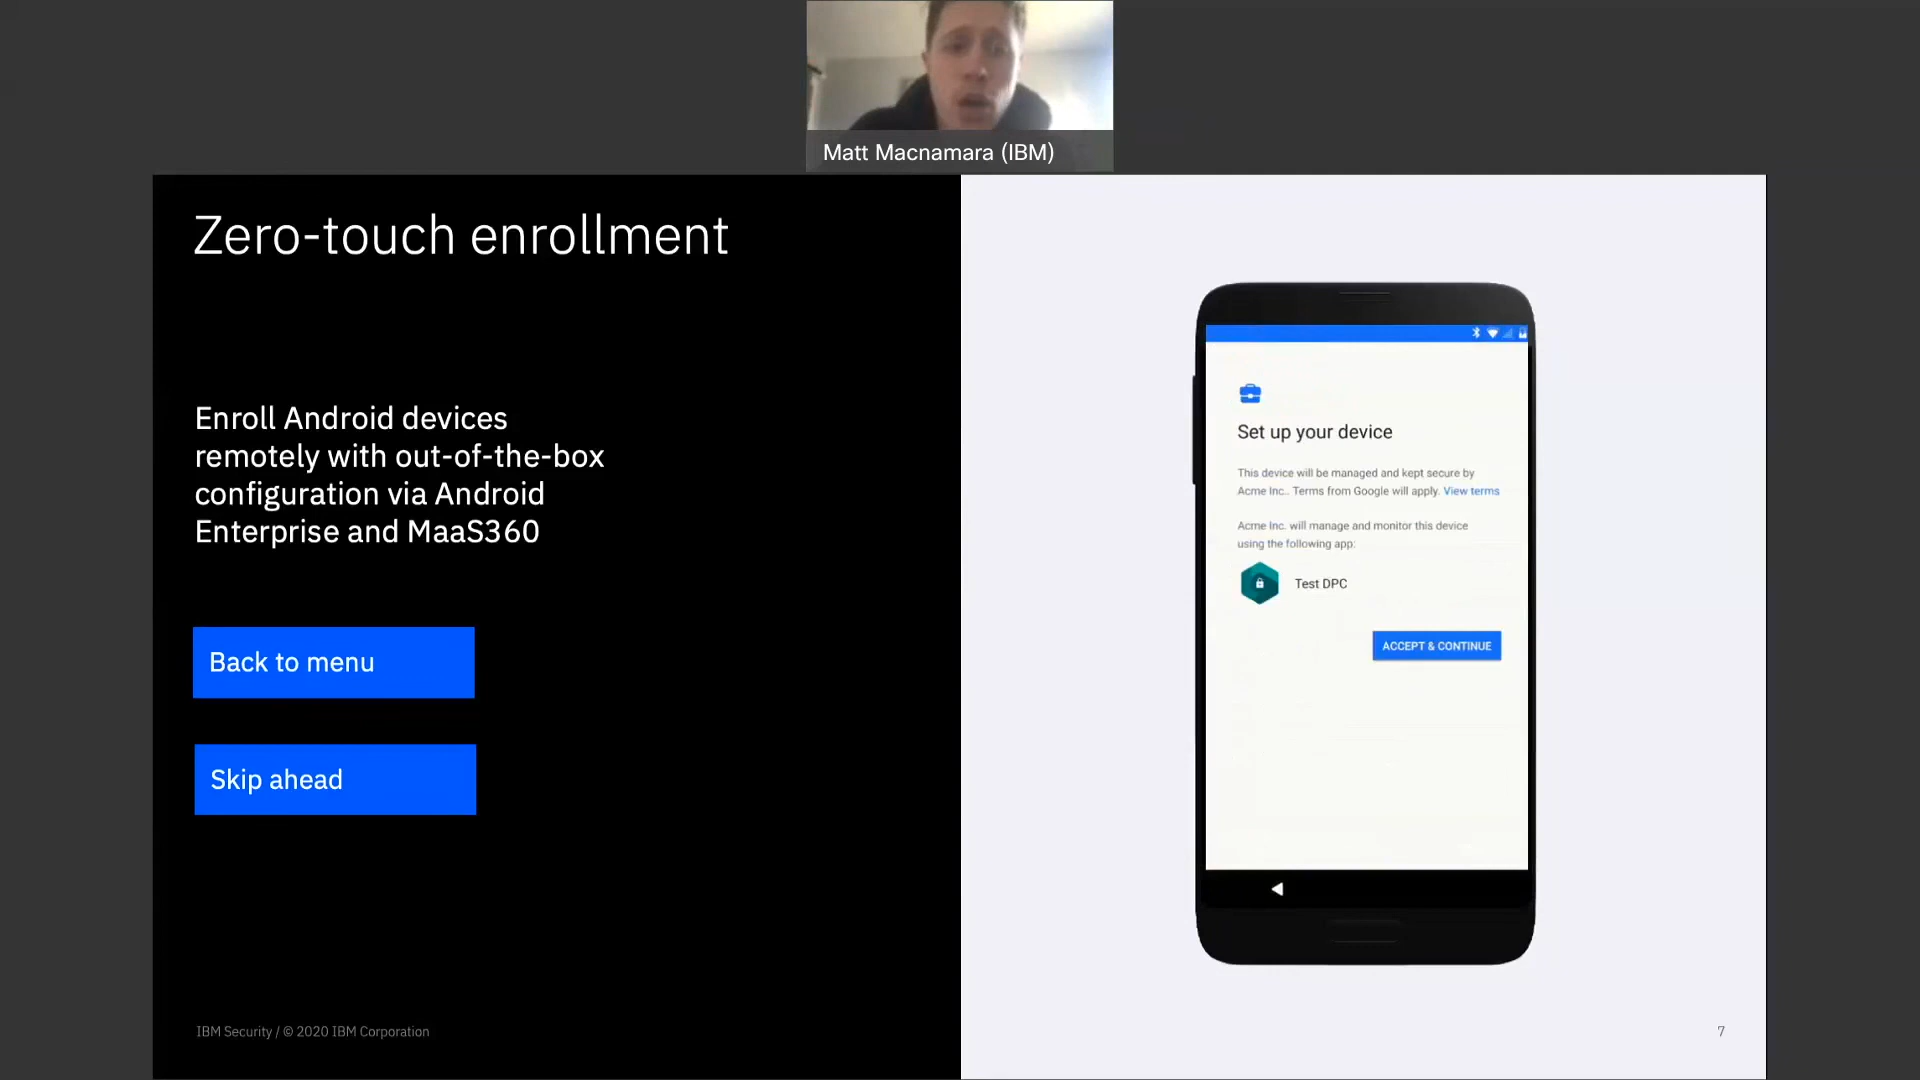 Matt Macnamara (IBM)
Zero-touch enrollment
Enroll Android devices
remotely with out-of-the-box
configuration via Android
Enterprise and MaaS360
Back to menu
Skip ahead
IBM Security / © 2020 IBM Corporation
Set up your device
This device will be managed and kept secure by
Acme Inc.. Terms from Google will apply. View terms
Acme Inc. will manage and monitor this device
using the following app:
Test DPC
ACCEPT & CONTINUE
7